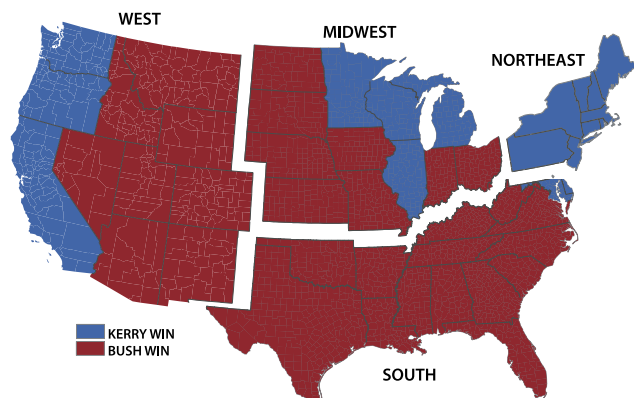 WEST
MIDWEST
NORTHEAST
KERRY WIN
BUSH WIN
SOUTH